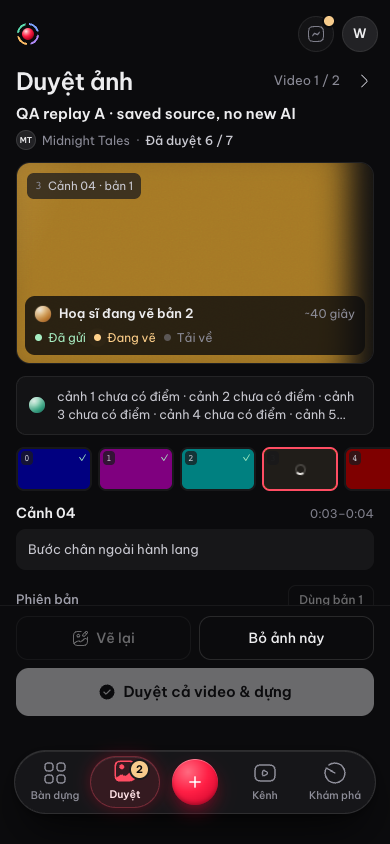 W
Duyệt ảnh
Video 1 / 2
QA replay A · saved source, no new AI
MT Midnight Tales · Đã duyệt 6 / 7
3 Cảnh 04 · bản 1
Hoạ sĩ đang vẽ bản 2
~40 giây
Đã gửi Đang vẽ Tải về
cảnh 1 chưa có điểm · cảnh 2 chưa có điểm · cảnh
3 chưa có điểm · cảnh 4 chưa có điểm · cảnh 5…
0 1 2 4
Cảnh 04
0:03–0:04
Bước chân ngoài hành lang
Phiên bản
Dùng bản 1
Vẽ lại
Bỏ ảnh này
Duyệt cả video & dựng
2
Bàn dựng
Duyệt
Kênh
Khám phá